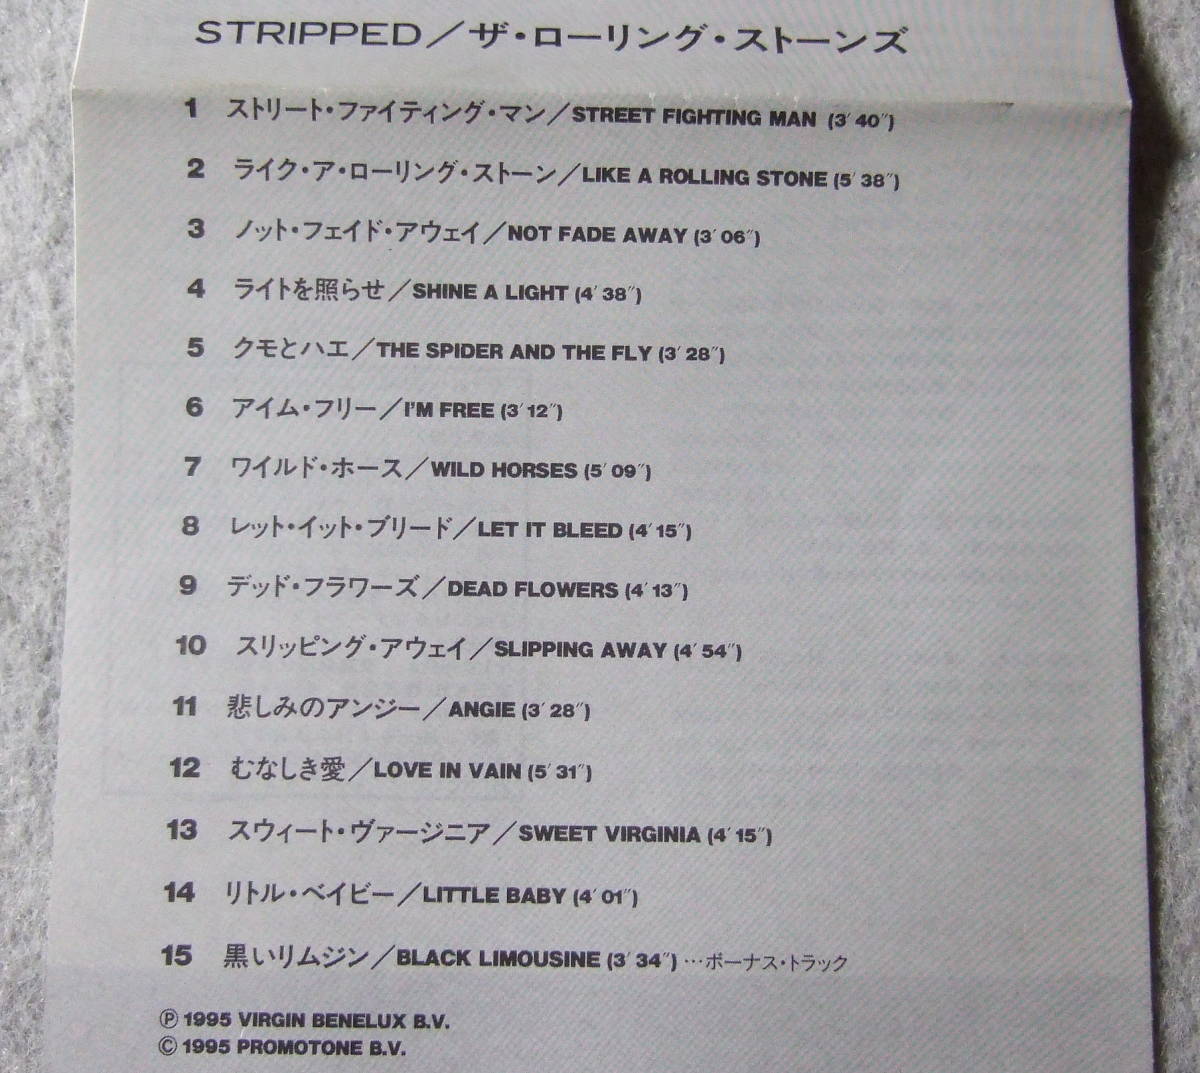 STRIPPED／ザ・ローリング・ストーンズ
1 ストリート・ファイティング・マン／STREET FIGHTING MAN (3′40″)
2 ライク・ア・ローリング・ストーン／LIKE A ROLLING STONE (5′38″)
3 ノット・フェイド・アウェイ／NOT FADE AWAY (3′06″)
4 ライトを照らせ／SHINE A LIGHT (4′38″)
5 クモとハエ／THE SPIDER AND THE FLY (3′28″)
6 アイム・フリー／I'M FREE (3′12″)
7 ワイルド・ホース／WILD HORSES (5′09″)
8 レット・イット・ブリード／LET IT BLEED (4′15″)
9 デッド・フラワーズ／DEAD FLOWERS (4′13″)
10 スリッピング・アウェイ／SLIPPING AWAY (4′54″)
11 悲しみのアンジー／ANGIE (3′28″)
12 むなしき愛／LOVE IN VAIN (5′31″)
13 スウィート・ヴァージニア／SWEET VIRGINIA (4′15″)
14 リトル・ベイビー／LITTLE BABY (4′01″)
15 黒いリムジン／BLACK LIMOUSINE (3′34″) …ボーナス・トラック
Ⓟ 1995 VIRGIN BENELUX B.V.
Ⓒ 1995 PROMOTONE B.V.